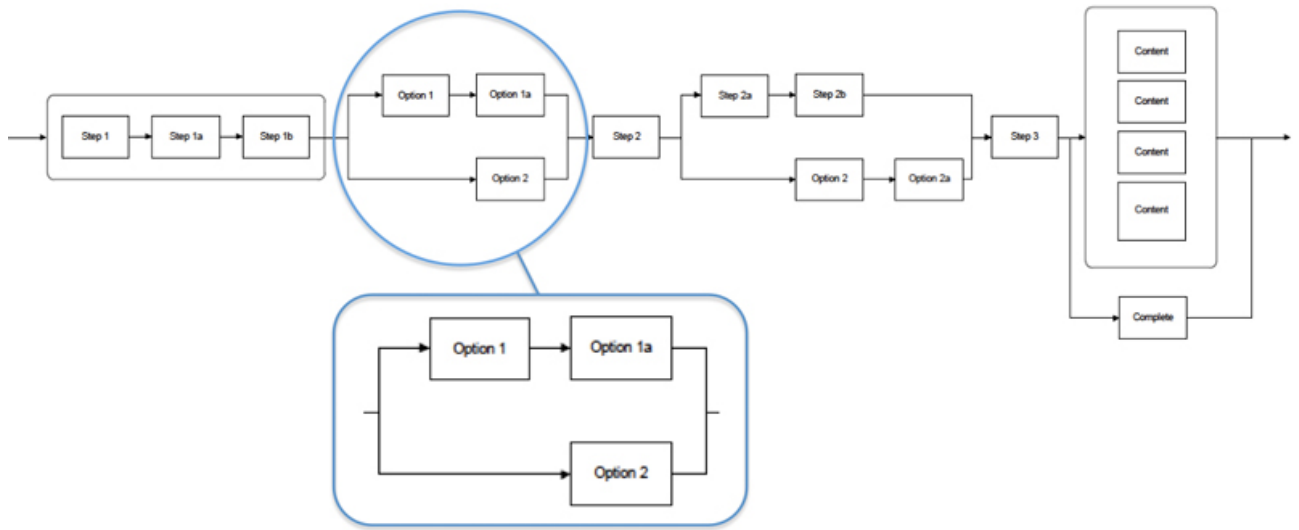 Step 1
Step 1a
Step 1b
Option 1
Option 1a
Option 2
Step 2
Step 2a
Step 2b
Option 2
Option 2a
Step 3
Content
Content
Content
Content
Complete
Option 1
Option 1a
Option 2